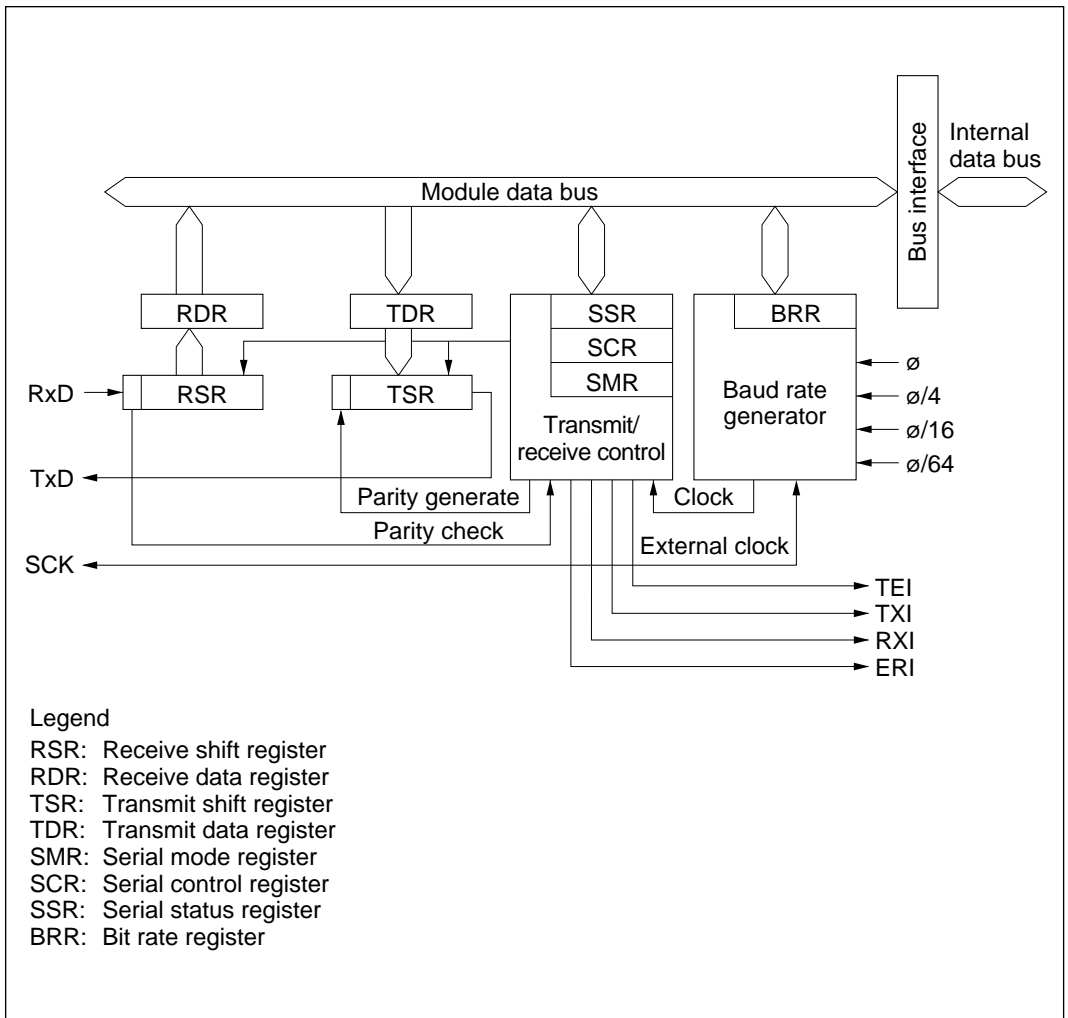 Internal
data bus
Bus interface
Module data bus
RDR
TDR
SSR
BRR
SCR
RxD
RSR
TSR
SMR
Baud rate
generator
ø
ø/4
ø/16
ø/64
Transmit/
receive control
TxD
Parity generate
Clock
Parity check
External clock
SCK
TEI
TXI
RXI
ERI
Legend
RSR: Receive shift register
RDR: Receive data register
TSR: Transmit shift register
TDR: Transmit data register
SMR: Serial mode register
SCR: Serial control register
SSR: Serial status register
BRR: Bit rate register